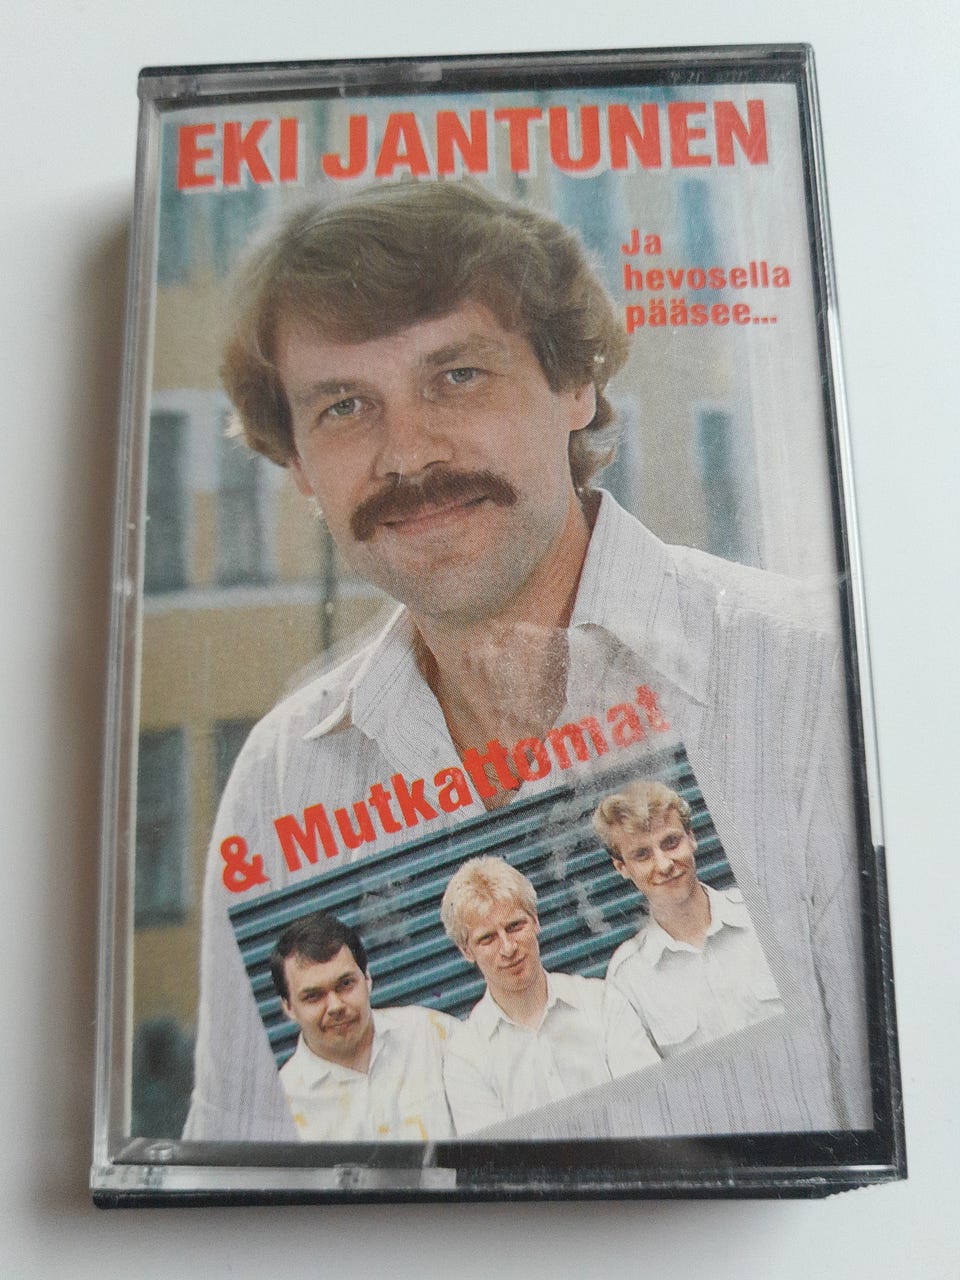 EKI JANTUNEN
Ja
hevosella
pääsee...
& Mutkattomat